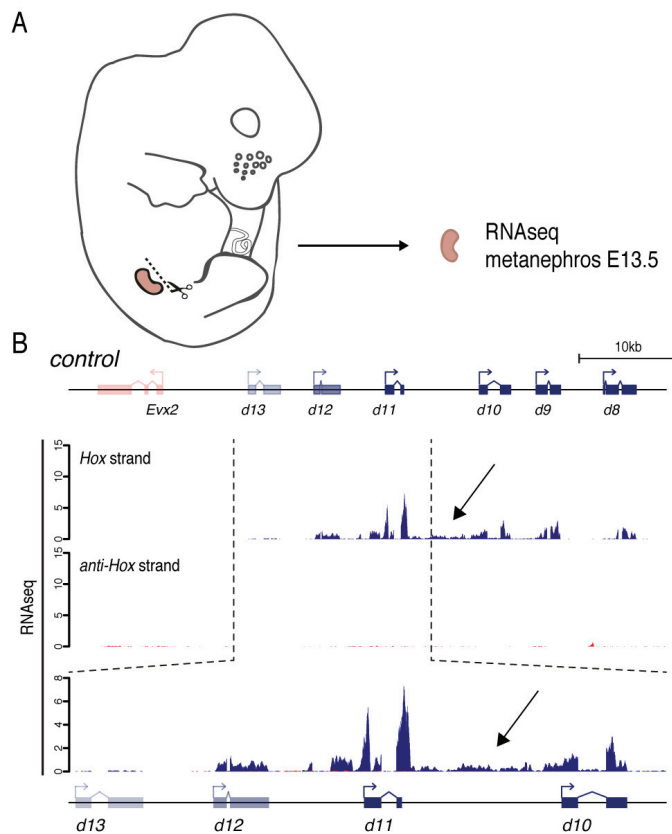 A
RNAseq
metanephros E13.5
B
control
10kb
Evx2
d13
d12
d11
d10
d9
d8
RNAseq
15
10
5
0
Hox strand
15
10
5
0
anti-Hox strand
8
6
4
2
0
d13
d12
d11
d10